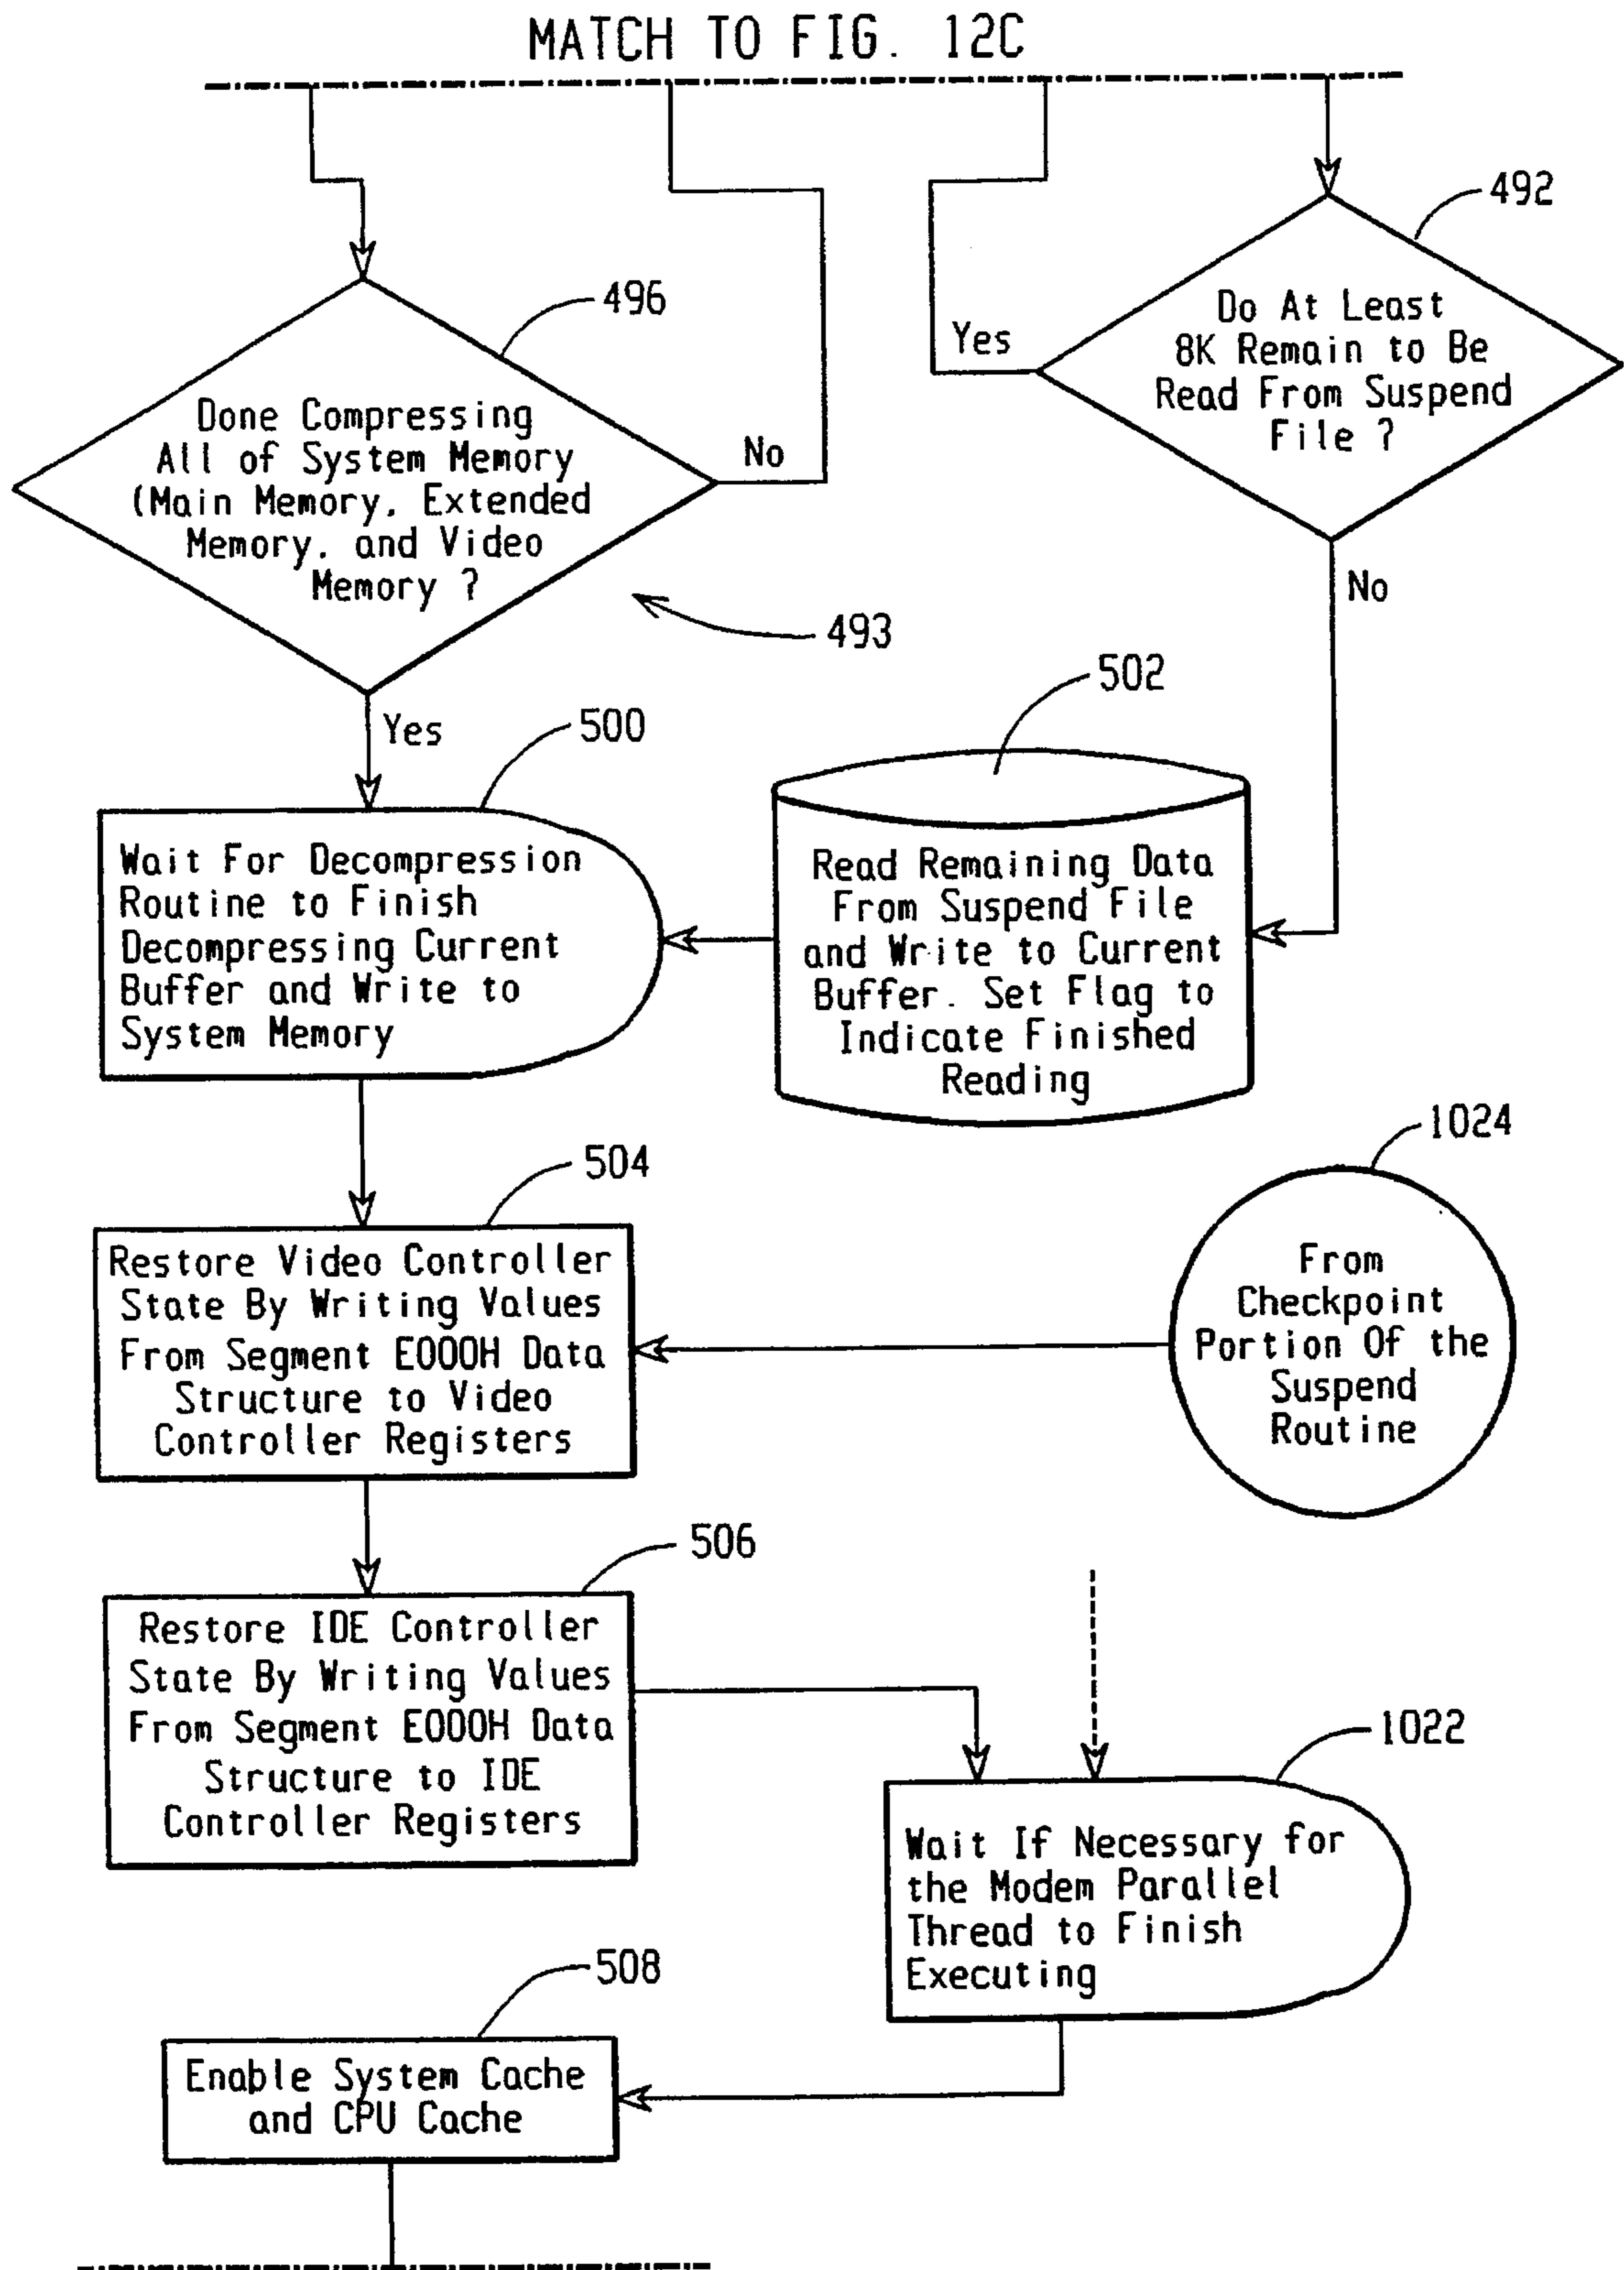 MATCH TO FIG. 12C
492
Do At Least
8K Remain to Be
Read From Suspend
File ?
Yes
No
496
Done Compressing
All of System Memory
(Main Memory, Extended
Memory, and Video
Memory ?
No
493
Yes
500
Wait For Decompression
Routine to Finish
Decompressing Current
Buffer and Write to
System Memory
502
Read Remaining Data
From Suspend File
and Write to Current
Buffer. Set Flag to
Indicate Finished
Reading
504
Restore Video Controller
State By Writing Values
From Segment E000H Data
Structure to Video
Controller Registers
1024
From
Checkpoint
Portion Of the
Suspend
Routine
506
Restore IDE Controller
State By Writing Values
From Segment E000H Data
Structure to IDE
Controller Registers
1022
Wait If Necessary for
the Modem Parallel
Thread to Finish
Executing
508
Enable System Cache
and CPU Cache